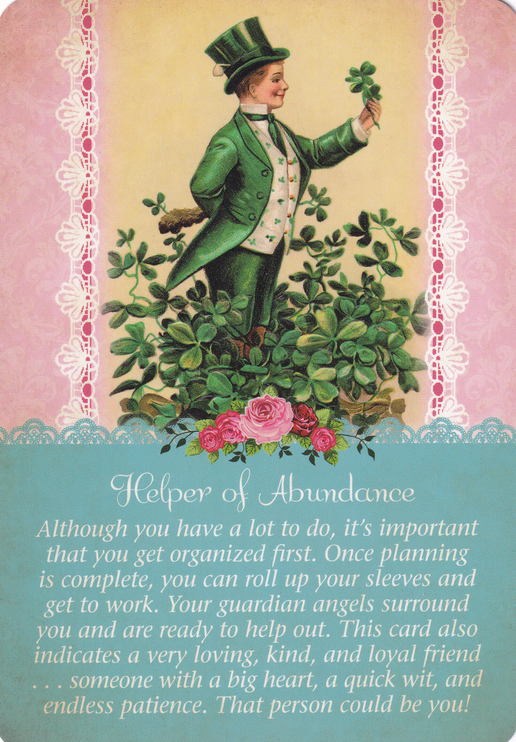 Helper of Abundance
Although you have a lot to do, it's important
that you get organized first. Once planning
is complete, you can roll up your sleeves and
get to work. Your guardian angels surround
you and are ready to help out. This card also
indicates a very loving, kind, and loyal friend
. . . someone with a big heart, a quick wit, and
endless patience. That person could be you!